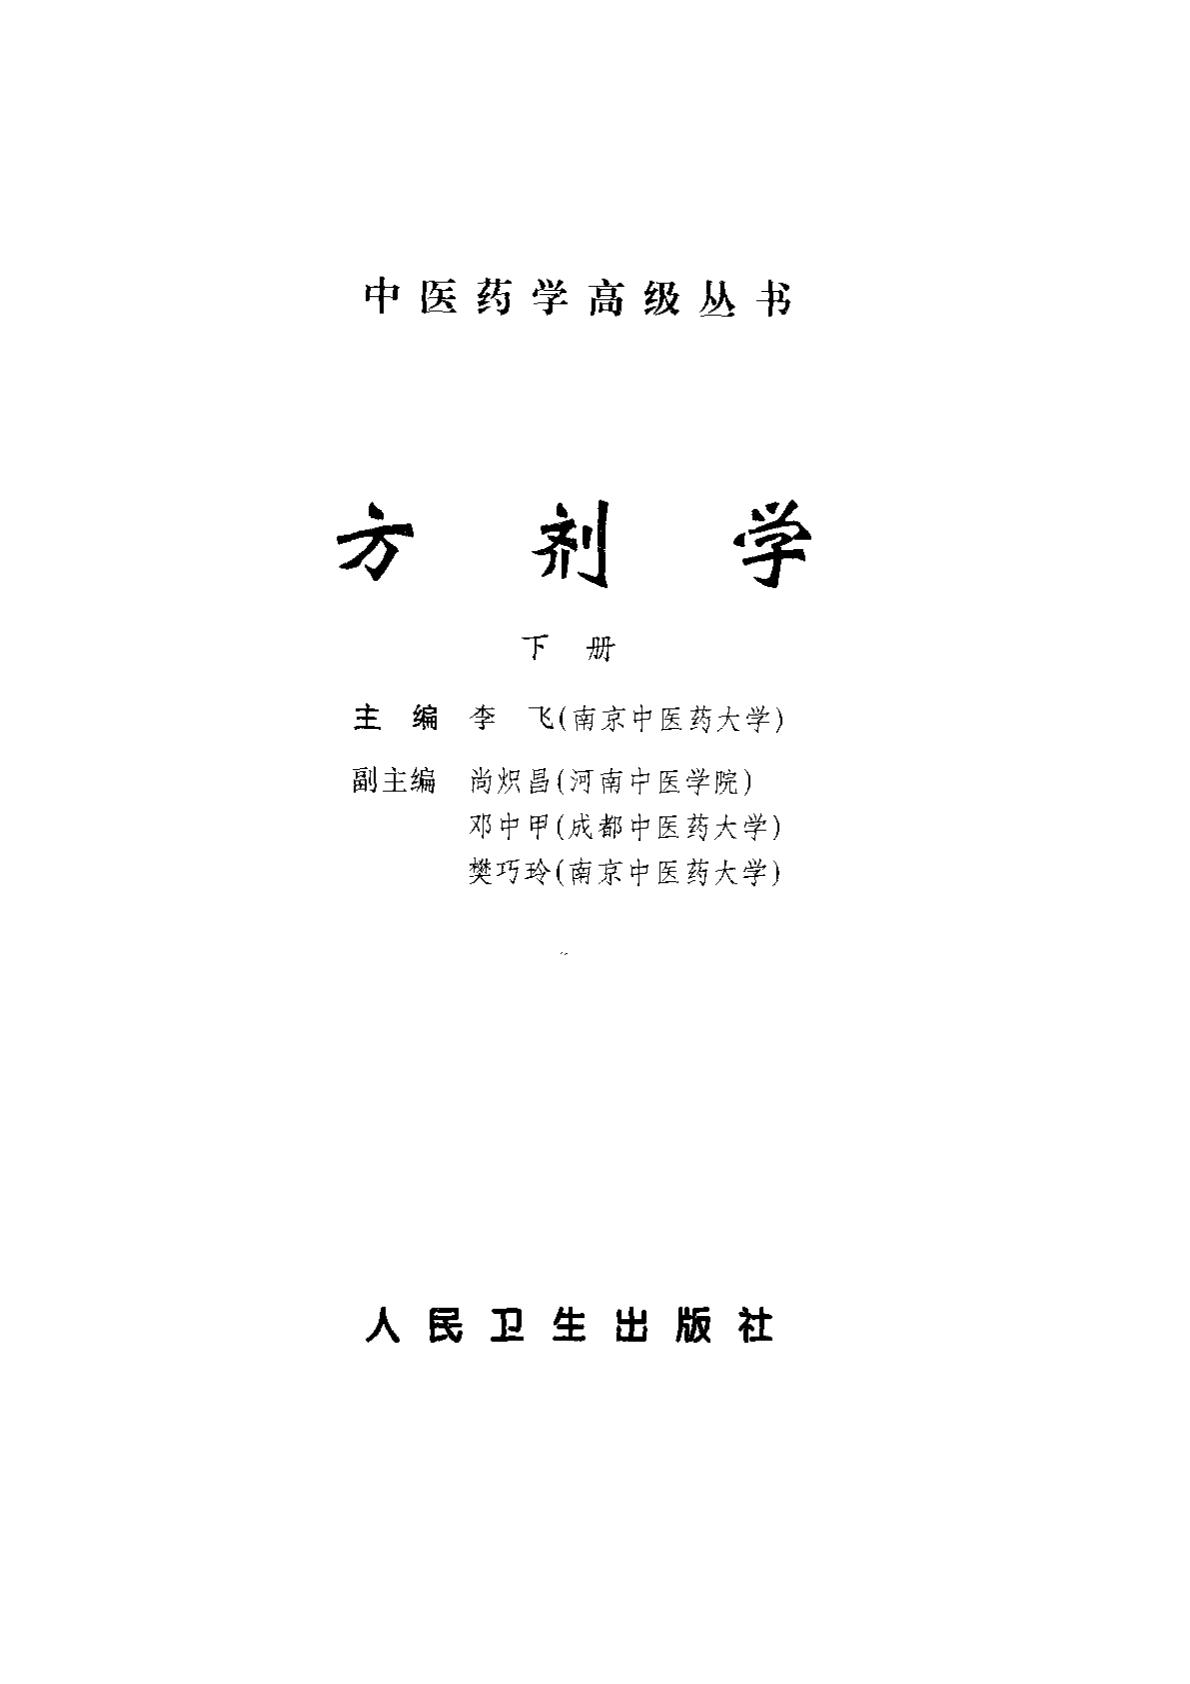 中医药学高级丛书
方剂学
下册
主编 李飞(南京中医药大学)
副主编 尚炽昌(河南中医学院)
邓中甲(成都中医药大学)
樊巧玲(南京中医药大学)
人民卫生出版社